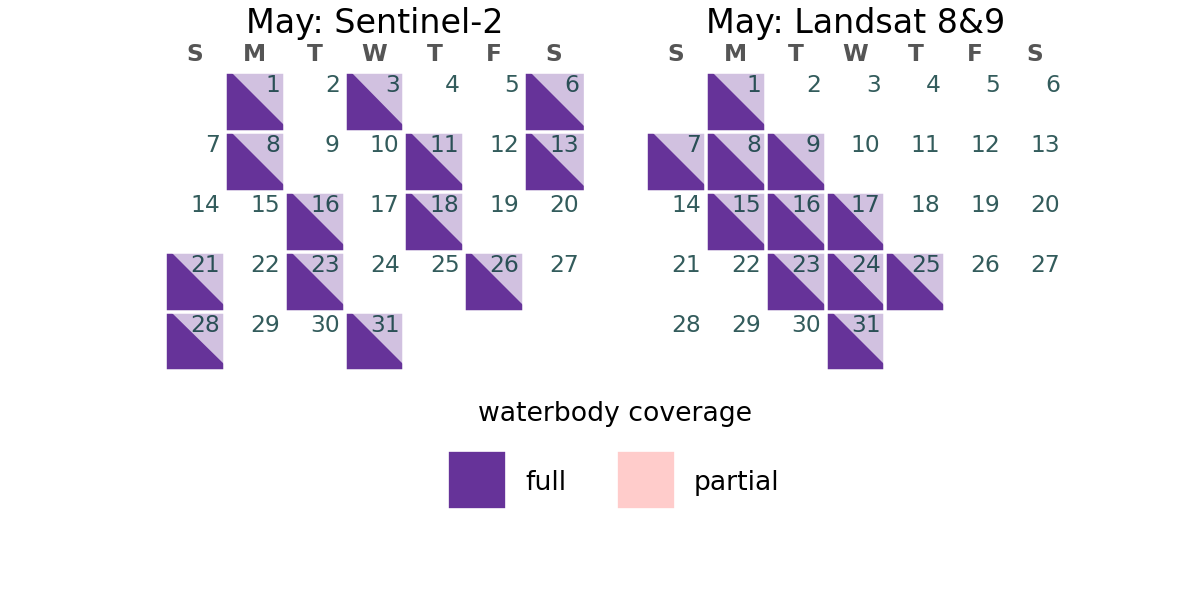 May: Sentinel-2
S M T W T F S
1 2 3 4 5 6
7 8 9 10 11 12 13
14 15 16 17 18 19 20
21 22 23 24 25 26 27
28 29 30 31
May: Landsat 8&9
S M T W T F S
1 2 3 4 5 6
7 8 9 10 11 12 13
14 15 16 17 18 19 20
21 22 23 24 25 26 27
28 29 30 31
waterbody coverage
full partial